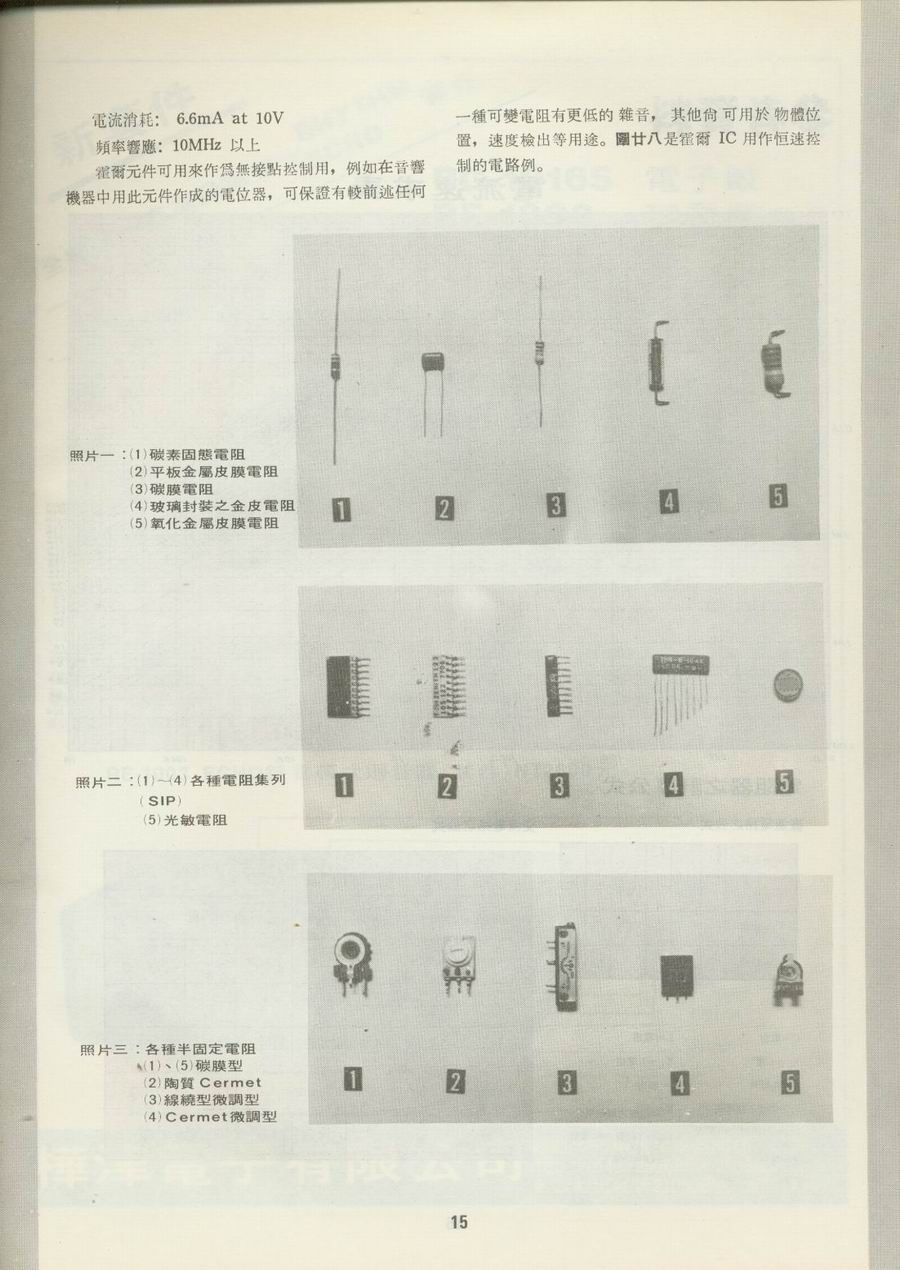 電流消耗： 6.6mA at 10V
頻率響應：10MHz 以上
霍爾元件可用來作爲無接點控制用，例如在音響
機器中用此元件作成的電位器，可保證有較前述任何
一種可變電阻有更低的雜音，其他尙可用於物體位
置，速度檢出等用途。圖廿八是霍爾 IC 用作恒速控
制的電路例。
照片一：(1)碳素固態電阻
(2)平板金屬皮膜電阻
(3)碳膜電阻
(4)玻璃封裝之金皮電阻
(5)氧化金屬皮膜電阻
1 2 3 4 5
照片二：(1)～(4)各種電阻集列
(SIP)
(5)光敏電阻
1 2 3 4 5
照片三：各種半固定電阻
(1)、(5)碳膜型
(2)陶質 Cermet
(3)線繞型微調型
(4)Cermet微調型
1 2 3 4 5
15